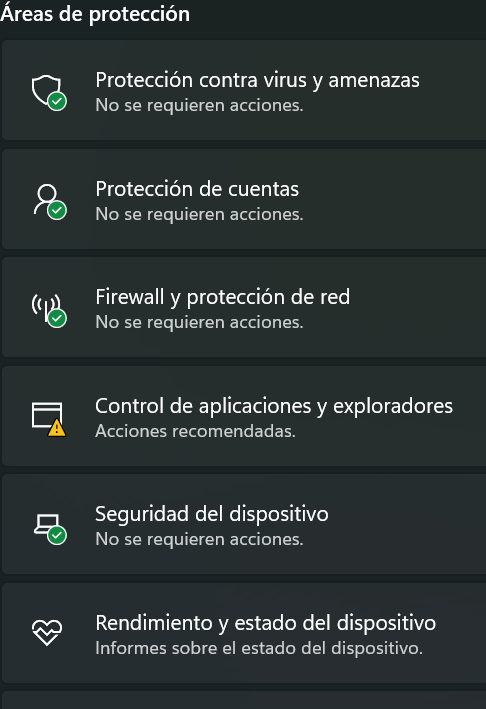 Áreas de protección
Protección contra virus y amenazas
No se requieren acciones.
Protección de cuentas
No se requieren acciones.
Firewall y protección de red
No se requieren acciones.
Control de aplicaciones y exploradores
Acciones recomendadas.
Seguridad del dispositivo
No se requieren acciones.
Rendimiento y estado del dispositivo
Informes sobre el estado del dispositivo.